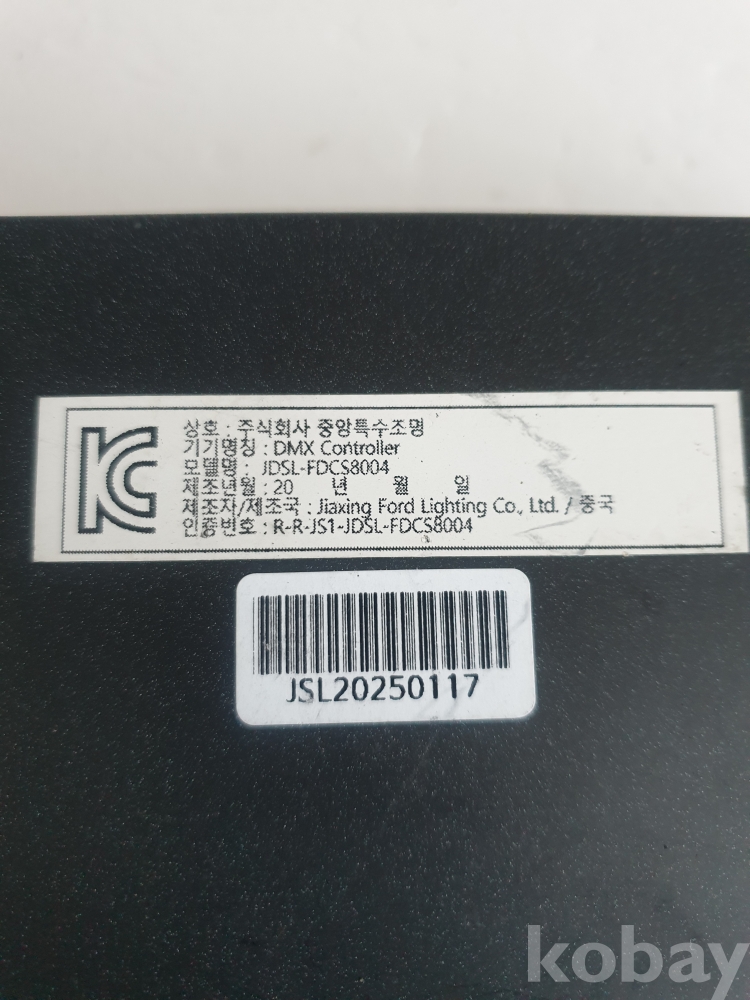 KC
상호 : 주식회사 중앙특수조명
기기명칭 : DMX Controller
모델명 : JDSL-FDCS8004
제조년월 : 20 년 월 일
제조자/제조국 : Jiaxing Ford Lighting Co., Ltd. / 중국
인증번호 : R-R-JS1-JDSL-FDCS8004
JSL20250117
kobay